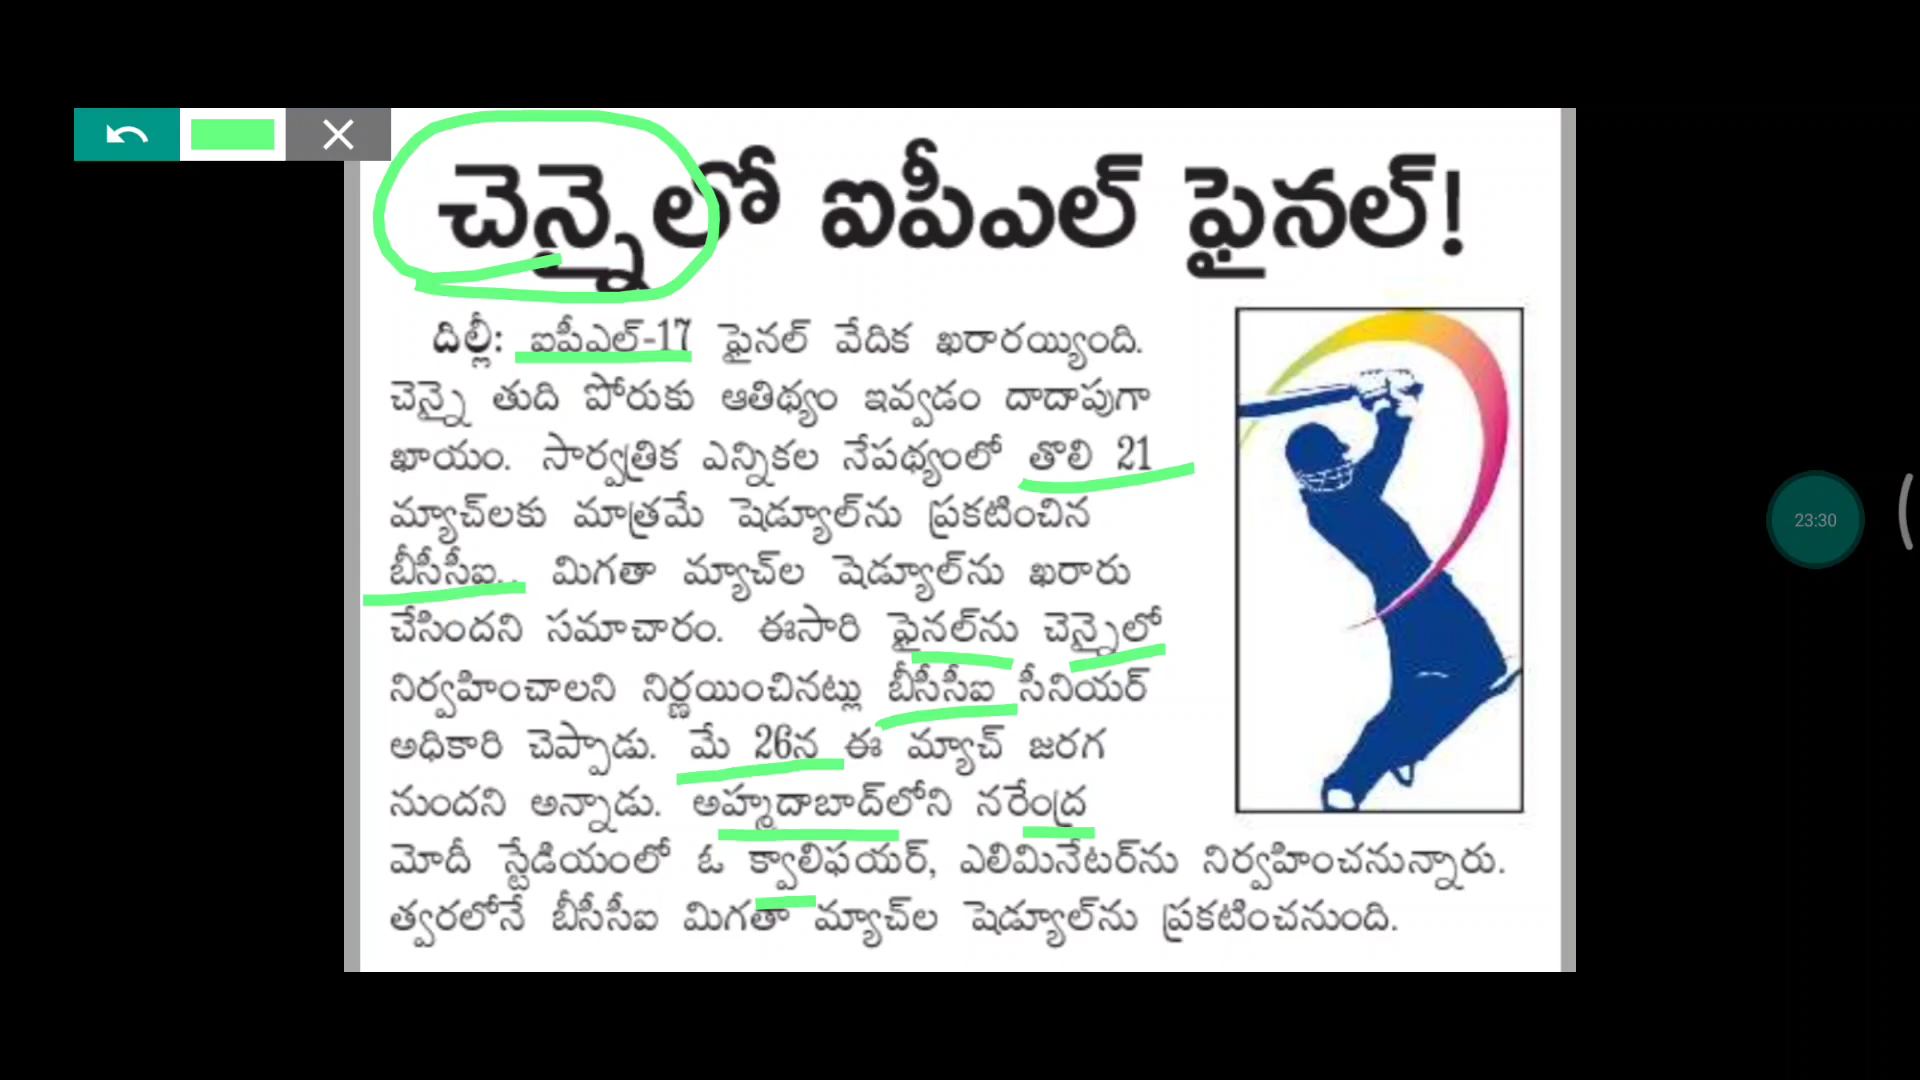 చెన్నైలో ఐపీఎల్ ఫైనల్!
దిల్లీ: ఐపీఎల్-17 ఫైనల్ వేదిక ఖరారయ్యింది.
చెన్నై తుది పోరుకు ఆతిథ్యం ఇవ్వడం దాదాపుగా
ఖాయం. సార్వత్రిక ఎన్నికల నేపథ్యంలో తొలి 21
మ్యాచ్‌లకు మాత్రమే షెడ్యూల్‌ను ప్రకటించిన
బీసీసీఐ.. మిగతా మ్యాచ్‌ల షెడ్యూల్‌ను ఖరారు
చేసిందని సమాచారం. ఈసారి ఫైనల్‌ను చెన్నైలో
నిర్వహించాలని నిర్ణయించినట్లు బీసీసీఐ సీనియర్
అధికారి చెప్పాడు. మే 26న ఈ మ్యాచ్ జరగ
నుందని అన్నాడు. అహ్మదాబాద్‌లోని నరేంద్ర
మోదీ స్టేడియంలో ఓ క్వాలిఫయర్, ఎలిమినేటర్‌ను నిర్వహించనున్నారు.
త్వరలోనే బీసీసీఐ మిగతా మ్యాచ్‌ల షెడ్యూల్‌ను ప్రకటించనుంది.
23:30